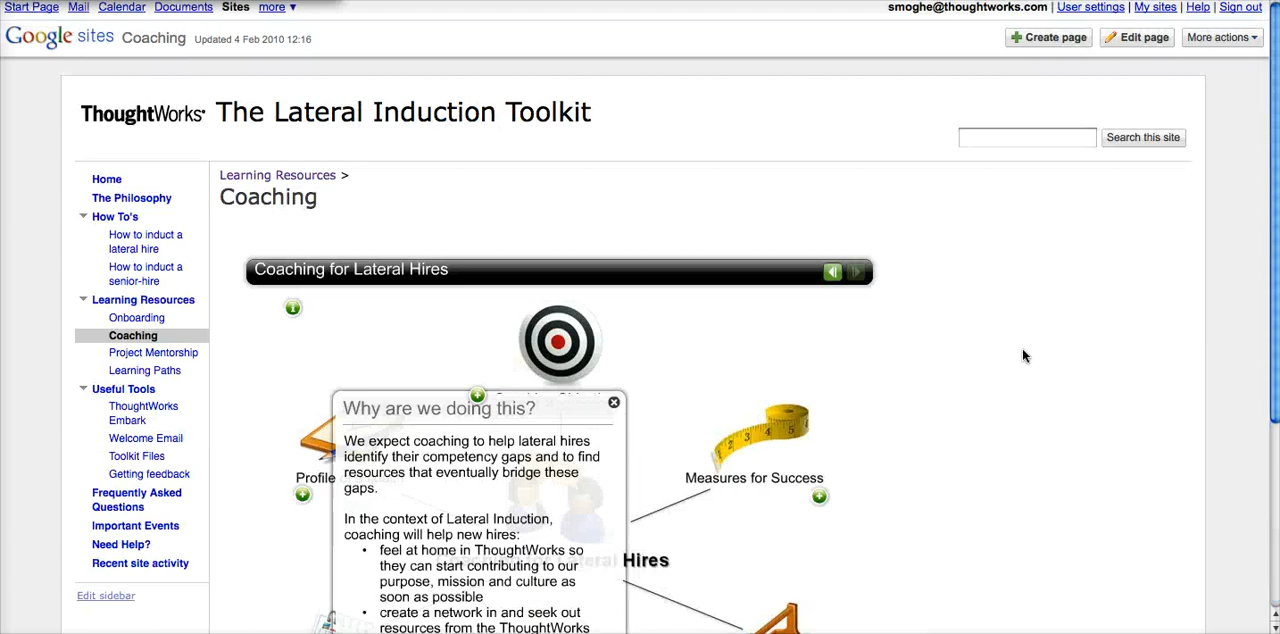 Start Page Mail Calendar Documents Sites more ▼
smoghe@thoughtworks.com | User settings | My sites | Help | Sign out
Google sites Coaching Updated 4 Feb 2010 12:16
Create page Edit page More actions
ThoughtWorks The Lateral Induction Toolkit
Search this site
Home
The Philosophy
How To's
How to induct a
lateral hire
How to induct a
senior-hire
Learning Resources
Onboarding
Coaching
Project Mentorship
Learning Paths
Useful Tools
ThoughtWorks
Embark
Welcome Email
Toolkit Files
Getting feedback
Frequently Asked
Questions
Important Events
Need Help?
Recent site activity
Edit sidebar
Learning Resources >
Coaching
Coaching for Lateral Hires
Why are we doing this?
We expect coaching to help lateral hires
identify their competency gaps and to find
resources that eventually bridge these
gaps.
In the context of Lateral Induction,
coaching will help new hires:
• feel at home in ThoughtWorks so
they can start contributing to our
purpose, mission and culture as
soon as possible
• create a network in and seek out
resources from the ThoughtWorks
Profile
Measures for Success
1 2 3 4 5
Lateral Hires